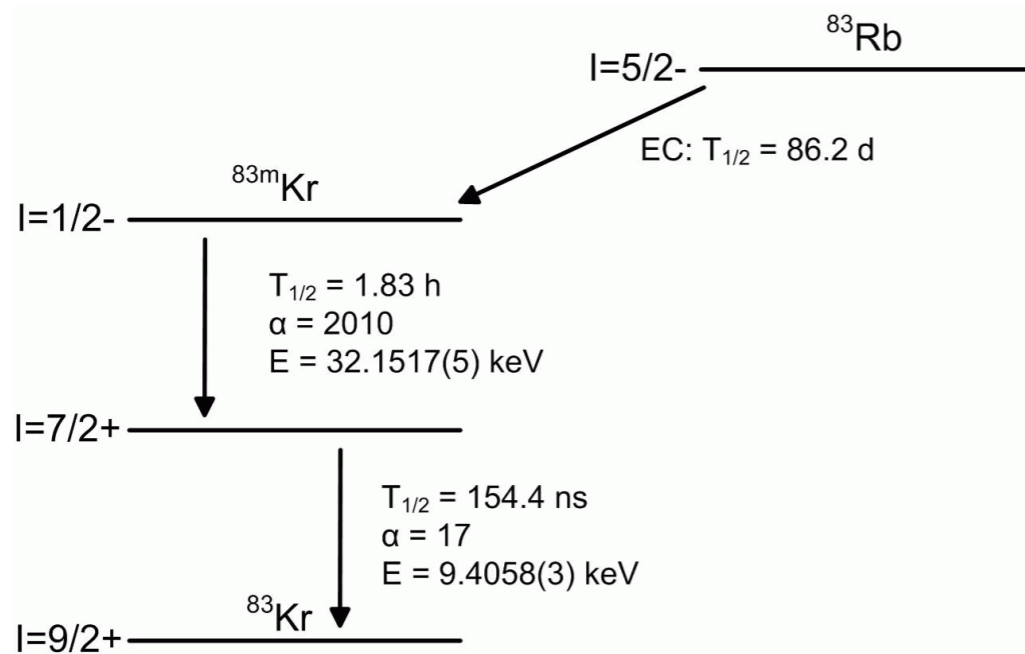 ⁸³Rb
I=5/2-
EC: T₁/₂ = 86.2 d
⁸³ᵐKr
I=1/2-
T₁/₂ = 1.83 h
α = 2010
E = 32.1517(5) keV
I=7/2+
T₁/₂ = 154.4 ns
α = 17
E = 9.4058(3) keV
⁸³Kr
I=9/2+